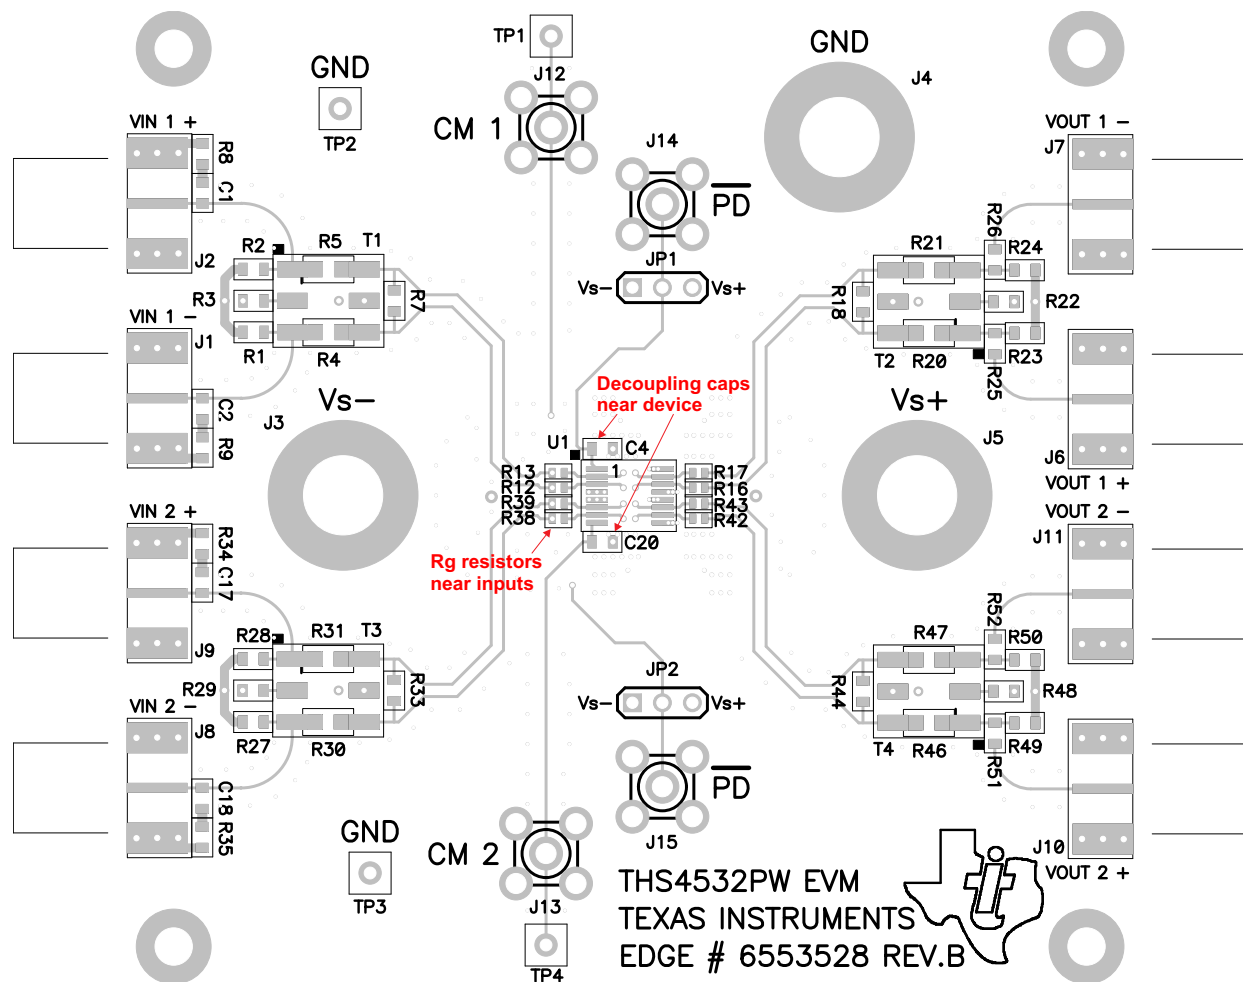 TP1
GND
J12
GND
J4
CM 1
TP2
J14
PD
VIN 1 +
R8
C1
J2
VOUT 1 -
J7
R2
R5
T1
R3
R7
R1
R4
JP1
Vs-
Vs+
R26
R21
R24
R18
R22
T2
R20
R23
R25
VIN 1 -
J1
C2
R9
J3
Vs-
Vs+
J5
J6
VOUT 1 +
Decoupling caps
near device
U1
C4
1
R13
R12
R39
R38
R17
R16
R43
R42
C20
Rg resistors
near inputs
VIN 2 +
R34
C17
J9
VOUT 2 -
J11
R28
R31
T3
R29
R33
R27
R30
JP2
Vs-
Vs+
R52
R47
R50
R44
R48
T4
R46
R49
R51
VIN 2 -
J8
C18
R35
PD
J15
GND
TP3
CM 2
J13
TP4
J10
VOUT 2 +
THS4532PW EVM
TEXAS INSTRUMENTS
EDGE # 6553528 REV.B